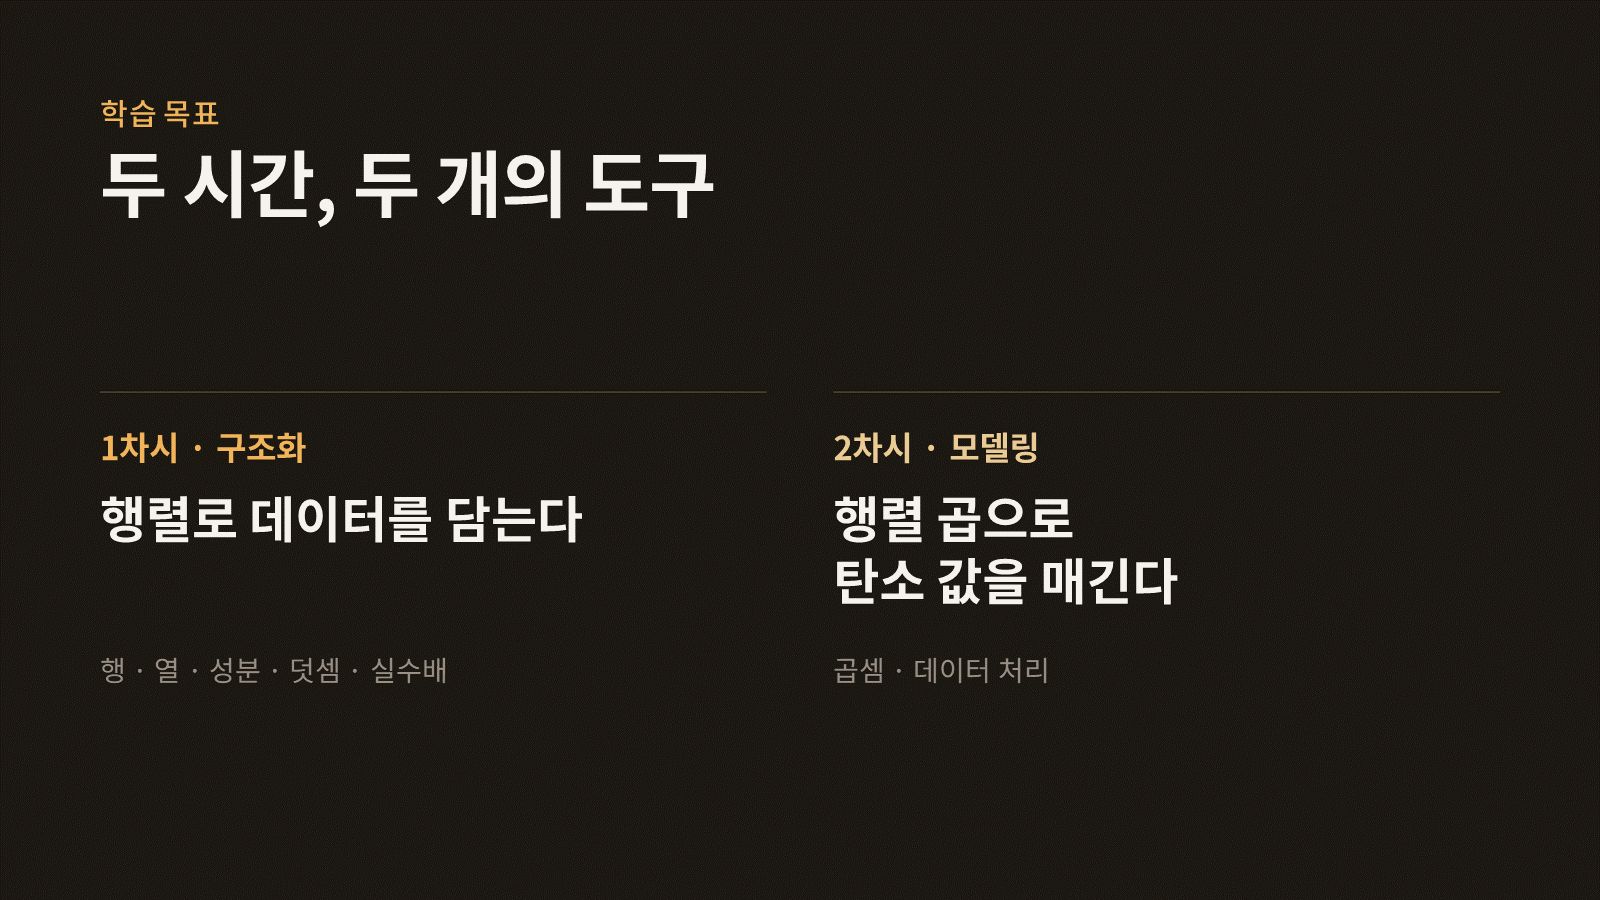 학습 목표
두 시간, 두 개의 도구
1차시 · 구조화
행렬로 데이터를 담는다
행 · 열 · 성분 · 덧셈 · 실수배
2차시 · 모델링
행렬 곱으로
탄소 값을 매긴다
곱셈 · 데이터 처리